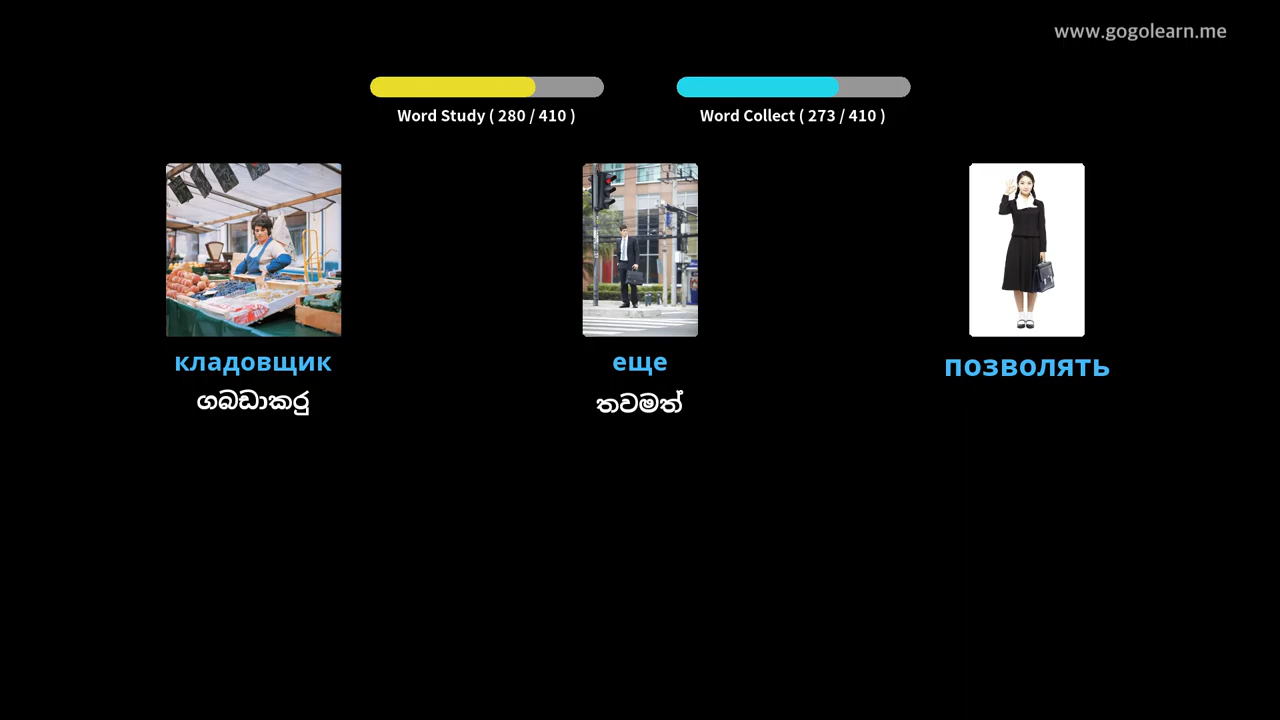 www.gogolearn.me
Word Study ( 280 / 410 )
Word Collect ( 273 / 410 )
кладовщик
еще
позволять
ගබඩාකරු
තවමත්